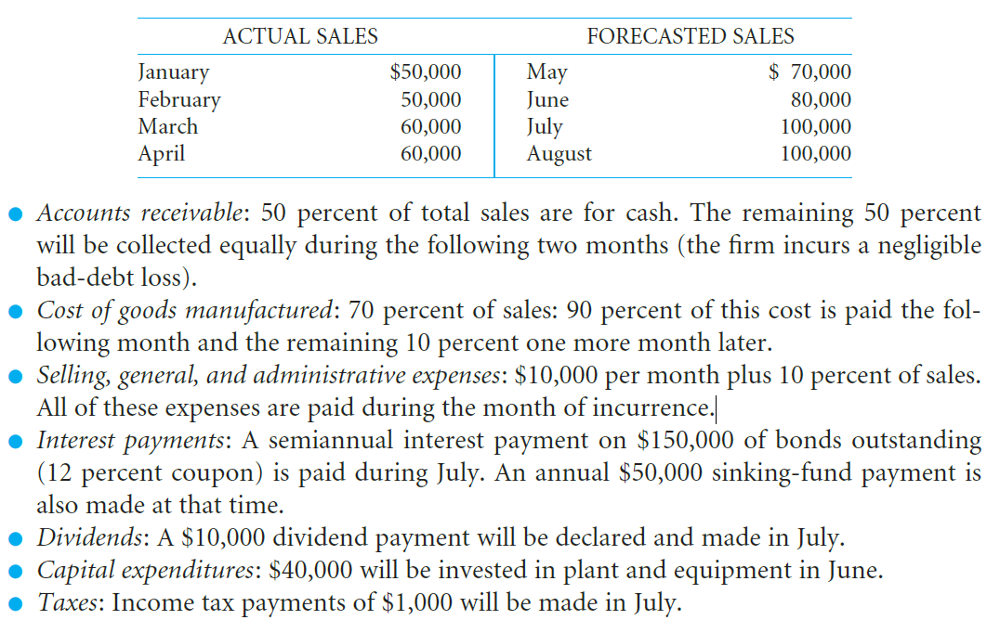 ACTUAL SALES FORECASTED SALES
January $50,000 May $ 70,000
February 50,000 June 80,000
March 60,000 July 100,000
April 60,000 August 100,000
● Accounts receivable: 50 percent of total sales are for cash. The remaining 50 percent
will be collected equally during the following two months (the firm incurs a negligible
bad-debt loss).
● Cost of goods manufactured: 70 percent of sales: 90 percent of this cost is paid the fol-
lowing month and the remaining 10 percent one more month later.
● Selling, general, and administrative expenses: $10,000 per month plus 10 percent of sales.
All of these expenses are paid during the month of incurrence.
● Interest payments: A semiannual interest payment on $150,000 of bonds outstanding
(12 percent coupon) is paid during July. An annual $50,000 sinking-fund payment is
also made at that time.
● Dividends: A $10,000 dividend payment will be declared and made in July.
● Capital expenditures: $40,000 will be invested in plant and equipment in June.
● Taxes: Income tax payments of $1,000 will be made in July.